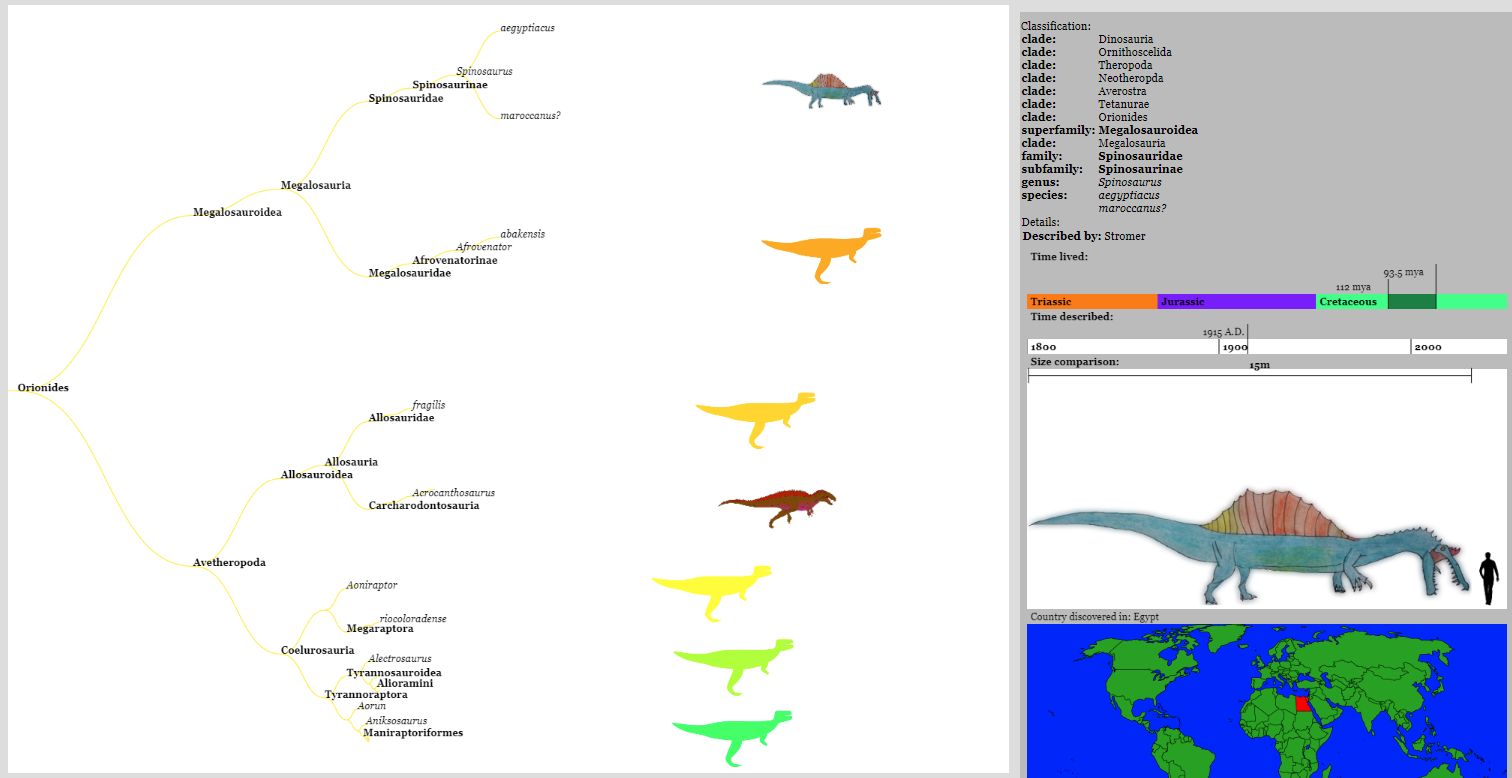 aegyptiacus
Spinosaurus
Spinosaurinae
Spinosauridae
maroccanus?
Megalosauria
Megalosauroidea
abakensis
Afrovenator
Afrovenatorinae
Megalosauridae
Orionides
fragilis
Allosauridae
Allosauria
Allosauroidea
Acrocanthosaurus
Carcharodontosauria
Avetheropoda
Aoniraptor
riocoloradense
Megaraptora
Coelurosauria
Alectrosaurus
Tyrannosauroidea
Alioramini
Tyrannoraptora
Aorun
Aniksosaurus
Maniraptoriformes
Classification:
clade: Dinosauria
clade: Ornithoscelida
clade: Theropoda
clade: Neotheropda
clade: Averostra
clade: Tetanurae
clade: Orionides
superfamily: Megalosauroidea
clade: Megalosauria
family: Spinosauridae
subfamily: Spinosaurinae
genus: Spinosaurus
species: aegyptiacus
maroccanus?
Details:
Described by: Stromer
Time lived:
93.5 mya
112 mya
Triassic Jurassic Cretaceous
Time described:
1915 A.D.
1800 1900 2000
Size comparison:
15m
Country discovered in: Egypt